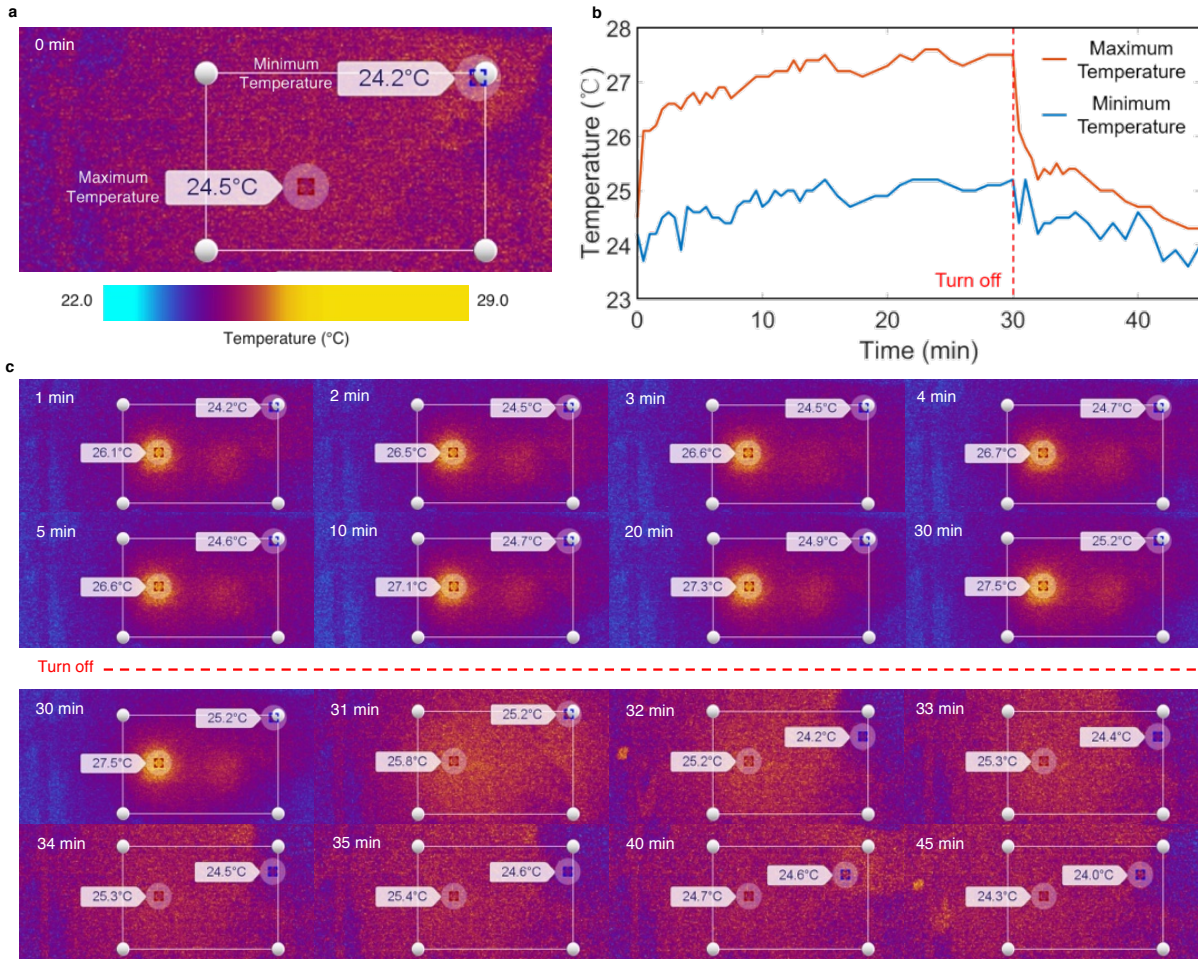 a
0 min
Minimum
Temperature
24.2°C
Maximum
Temperature
24.5°C
22.0
29.0
Temperature (°C)
b
28
27
26
25
24
23
Temperature (℃)
Maximum
Temperature
Minimum
Temperature
Turn off
0
10
20
30
40
Time (min)
c
1 min
24.2°C
26.1°C
2 min
24.5°C
26.5°C
3 min
24.5°C
26.6°C
4 min
24.7°C
26.7°C
5 min
24.6°C
26.6°C
10 min
24.7°C
27.1°C
20 min
24.9°C
27.3°C
30 min
25.2°C
27.5°C
Turn off
30 min
25.2°C
27.5°C
31 min
25.2°C
25.8°C
32 min
24.2°C
25.2°C
33 min
24.4°C
25.3°C
34 min
24.5°C
25.3°C
35 min
24.6°C
25.4°C
40 min
24.6°C
24.7°C
45 min
24.0°C
24.3°C